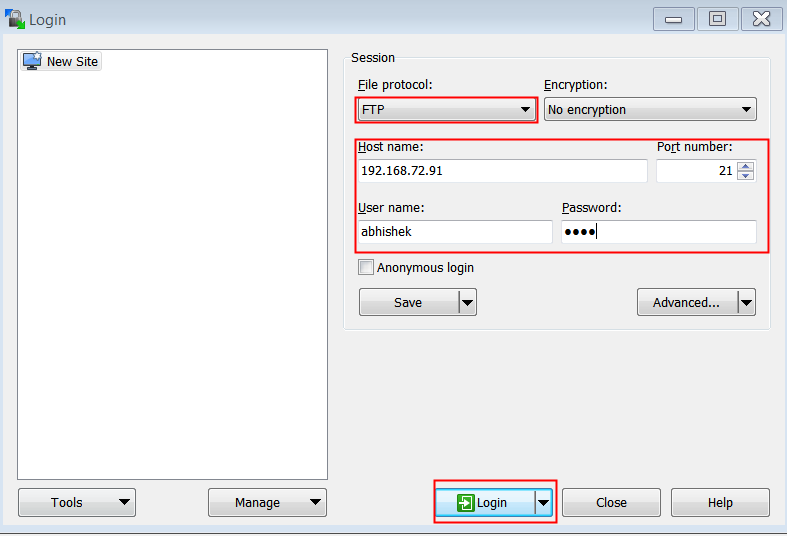 Login
New Site
Session
File protocol:
Encryption:
FTP
No encryption
Host name:
Port number:
192.168.72.91
21
User name:
Password:
abhishek
●●●●
Anonymous login
Save
Advanced...
Tools
Manage
Login
Close
Help